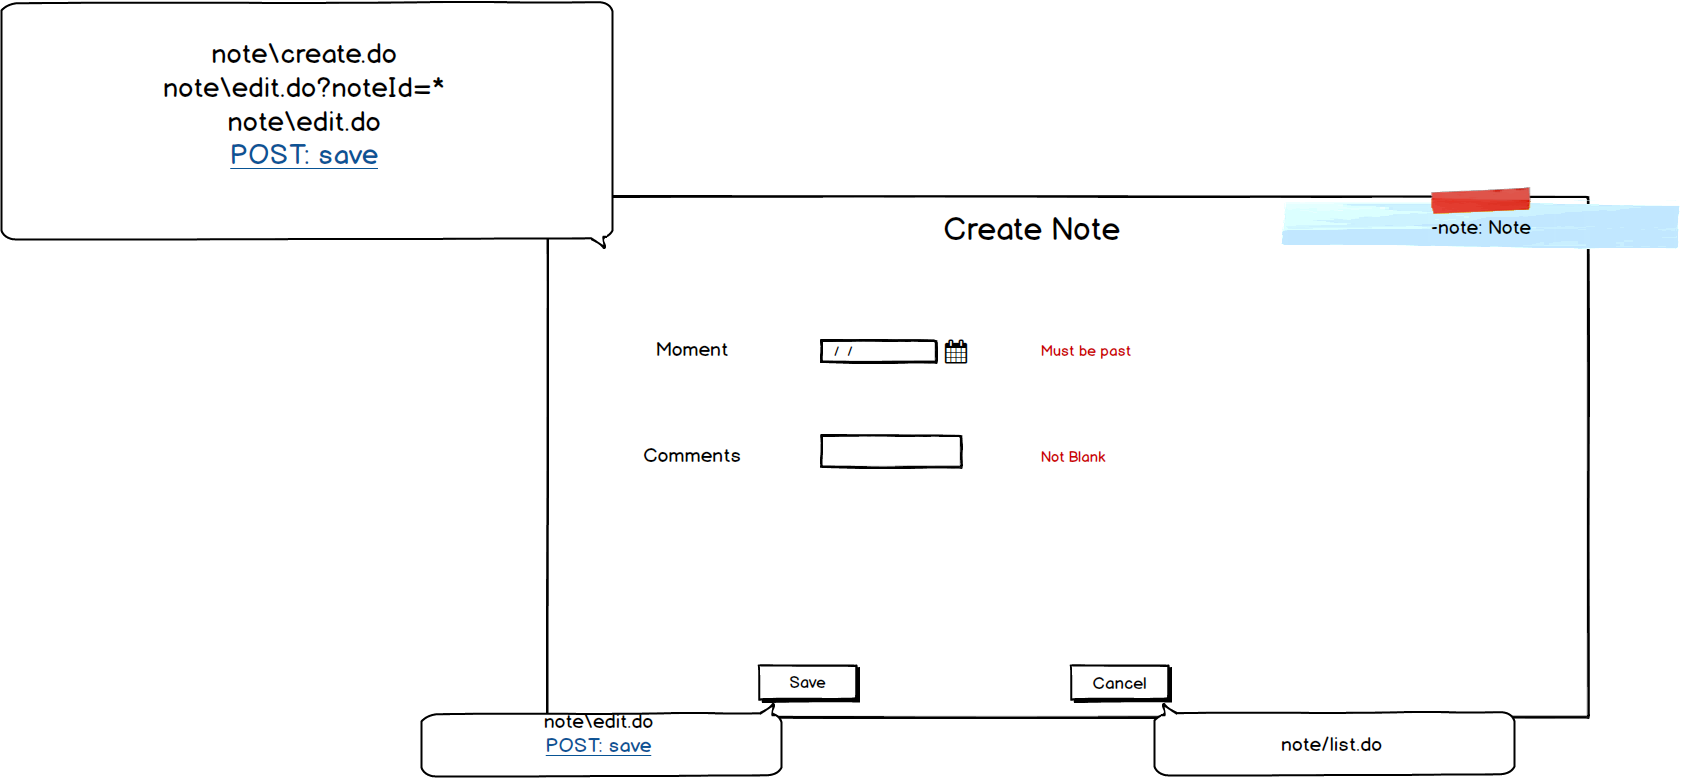 note\create.do
note\edit.do?noteId=*
note\edit.do
POST: save
Create Note
-note: Note
Moment
/ /
Must be past
Comments
Not Blank
Save
Cancel
note\edit.do
POST: save
note/list.do